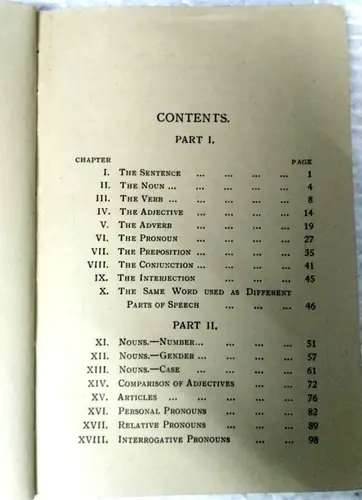 CONTENTS.
PART I.
CHAPTER PAGE
I. THE SENTENCE ... ... ... ... 1
II. THE NOUN ... ... ... ... ... 4
III. THE VERB ... ... ... ... ... 8
IV. THE ADJECTIVE ... ... ... ... 14
V. THE ADVERB ... ... ... ... 19
VI. THE PRONOUN ... ... ... ... 27
VII. THE PREPOSITION ... ... ... ... 35
VIII. THE CONJUNCTION ... ... ... ... 41
IX. THE INTERJECTION ... ... ... ... 45
X. THE SAME WORD USED AS DIFFERENT
PARTS OF SPEECH ... ... ... 46
PART II.
XI. NOUNS.—NUMBER... ... ... ... 51
XII. NOUNS.—GENDER ... ... ... ... 57
XIII. NOUNS.—CASE ... ... ... ... 61
XIV. COMPARISON OF ADJECTIVES ... ... 72
XV. ARTICLES ... ... ... ... ... 76
XVI. PERSONAL PRONOUNS ... ... ... 82
XVII. RELATIVE PRONOUNS ... ... ... 89
XVIII. INTERROGATIVE PRONOUNS ... ... 98